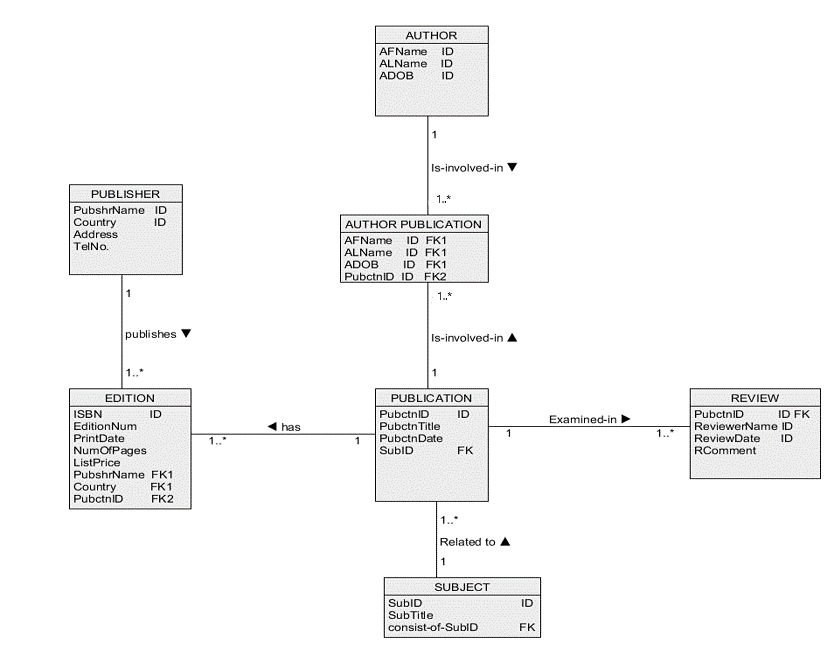 AUTHOR
AFName ID
ALName ID
ADOB ID
1
Is-involved-in ▼
1..*
PUBLISHER
PubshrName ID
Country ID
Address
TelNo.
1
publishes ▼
1..*
AUTHOR PUBLICATION
AFName ID FK1
ALName ID FK1
ADOB ID FK1
PubctnID ID FK2
1..*
Is-involved-in ▲
1
EDITION
ISBN ID
EditionNum
PrintDate
NumOfPages
ListPrice
PubshrName FK1
Country FK1
PubctnID FK2
◄ has
1..*
1
PUBLICATION
PubctnID ID
PubctnTitle
PubctnDate
SubID FK
Examined-in ►
1
1..*
REVIEW
PubctnID ID FK
ReviewerName ID
ReviewDate ID
RComment
1..*
Related to ▲
1
SUBJECT
SubID ID
SubTitle
consist-of-SubID FK